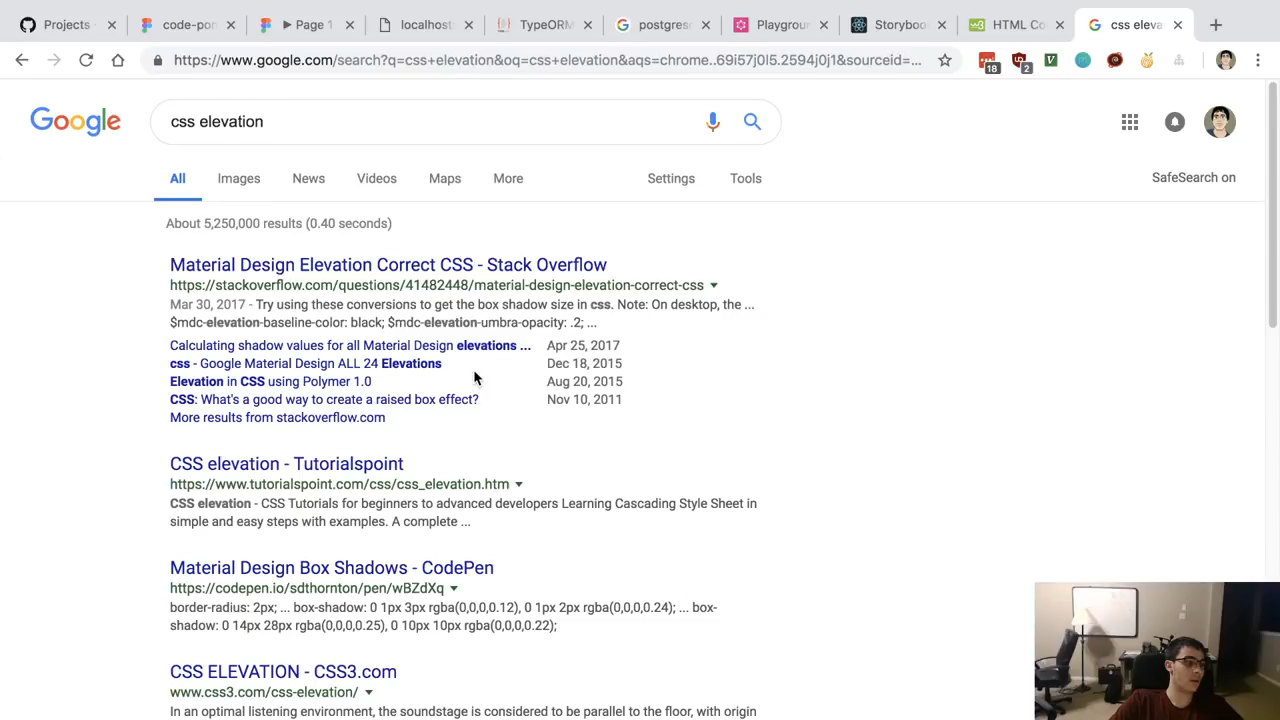 Projects
code-pon
▶ Page 1
localhost:
TypeORM
postgres
Playgroun
Storybook
HTML Co
css eleva
https://www.google.com/search?q=css+elevation&oq=css+elevation&aqs=chrome..69i57j0l5.2594j0j1&sourceid=...
18
2
Google
css elevation
All
Images
News
Videos
Maps
More
Settings
Tools
SafeSearch on
About 5,250,000 results (0.40 seconds)
Material Design Elevation Correct CSS - Stack Overflow
https://stackoverflow.com/questions/41482448/material-design-elevation-correct-css
Mar 30, 2017 - Try using these conversions to get the box shadow size in css. Note: On desktop, the ...
$mdc-elevation-baseline-color: black; $mdc-elevation-umbra-opacity: .2; ...
Calculating shadow values for all Material Design elevations ... Apr 25, 2017
css - Google Material Design ALL 24 Elevations Dec 18, 2015
Elevation in CSS using Polymer 1.0 Aug 20, 2015
CSS: What's a good way to create a raised box effect? Nov 10, 2011
More results from stackoverflow.com
CSS elevation - Tutorialspoint
https://www.tutorialspoint.com/css/css_elevation.htm
CSS elevation - CSS Tutorials for beginners to advanced developers Learning Cascading Style Sheet in
simple and easy steps with examples. A complete ...
Material Design Box Shadows - CodePen
https://codepen.io/sdthornton/pen/wBZdXq
border-radius: 2px; ... box-shadow: 0 1px 3px rgba(0,0,0,0.12), 0 1px 2px rgba(0,0,0,0.24); ... box-
shadow: 0 14px 28px rgba(0,0,0,0.25), 0 10px 10px rgba(0,0,0,0.22);
CSS ELEVATION - CSS3.com
www.css3.com/css-elevation/
In an optimal listening environment, the soundstage is considered to be parallel to the floor, with origin